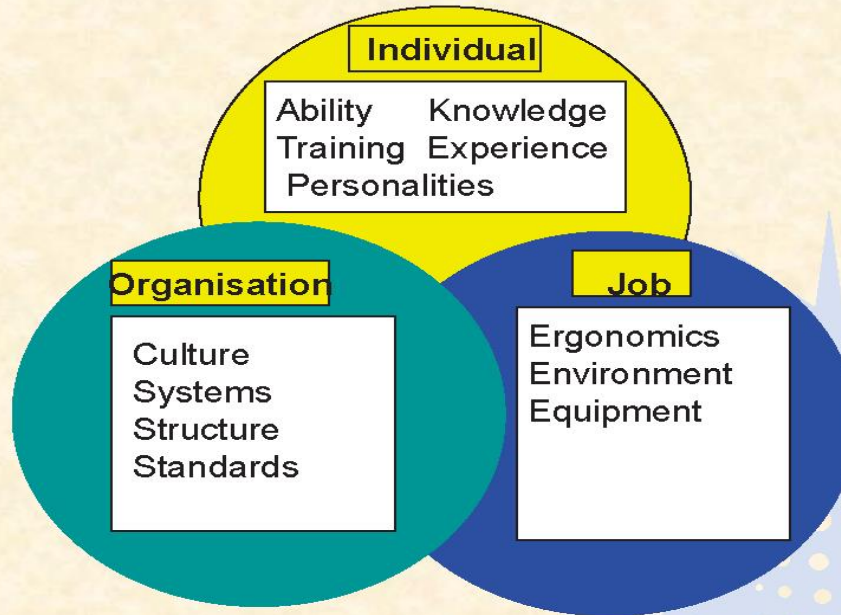 Individual
Ability Knowledge
Training Experience
Personalities
Organisation
Culture
Systems
Structure
Standards
Job
Ergonomics
Environment
Equipment